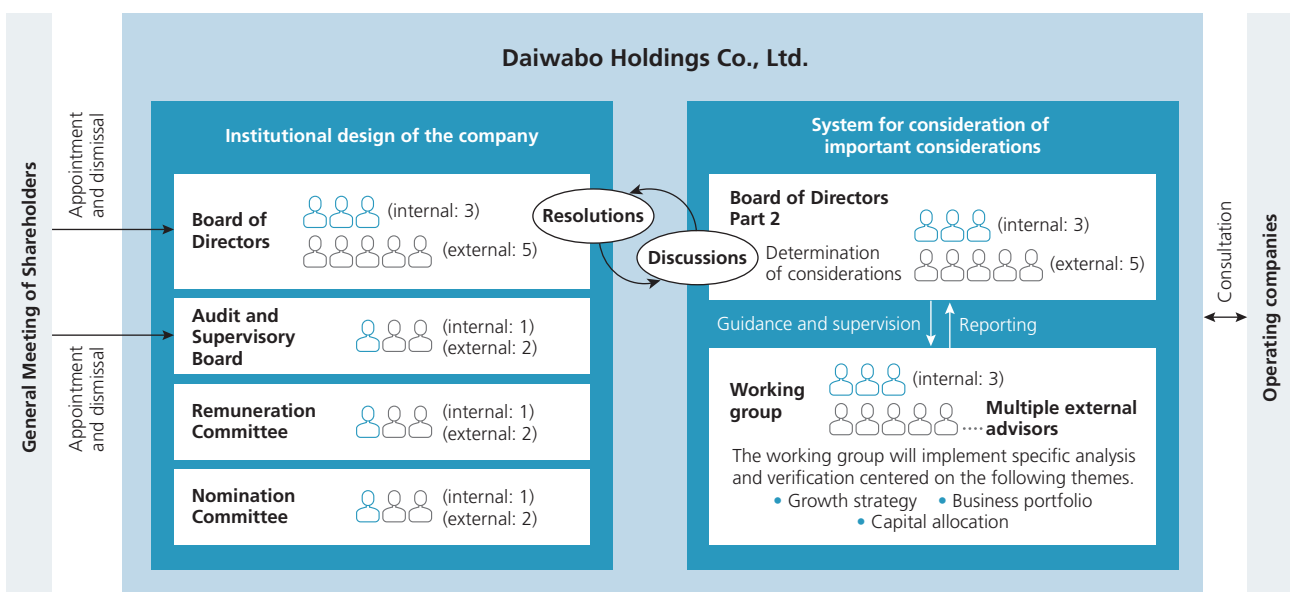 Daiwabo Holdings Co., Ltd.
General Meeting of Shareholders
Appointment
and dismissal
Appointment
and dismissal
Institutional design of the company
Board of
Directors
(internal: 3)
(external: 5)
Audit and
Supervisory
Board
(internal: 1)
(external: 2)
Remuneration
Committee
(internal: 1)
(external: 2)
Nomination
Committee
(internal: 1)
(external: 2)
Resolutions
Discussions
System for consideration of
important considerations
Board of Directors
Part 2
Determination
of considerations
(internal: 3)
(external: 5)
Guidance and supervision
Reporting
Working
group
(internal: 3)
.... Multiple external
advisors
The working group will implement specific analysis
and verification centered on the following themes.
• Growth strategy • Business portfolio
• Capital allocation
Consultation
Operating companies